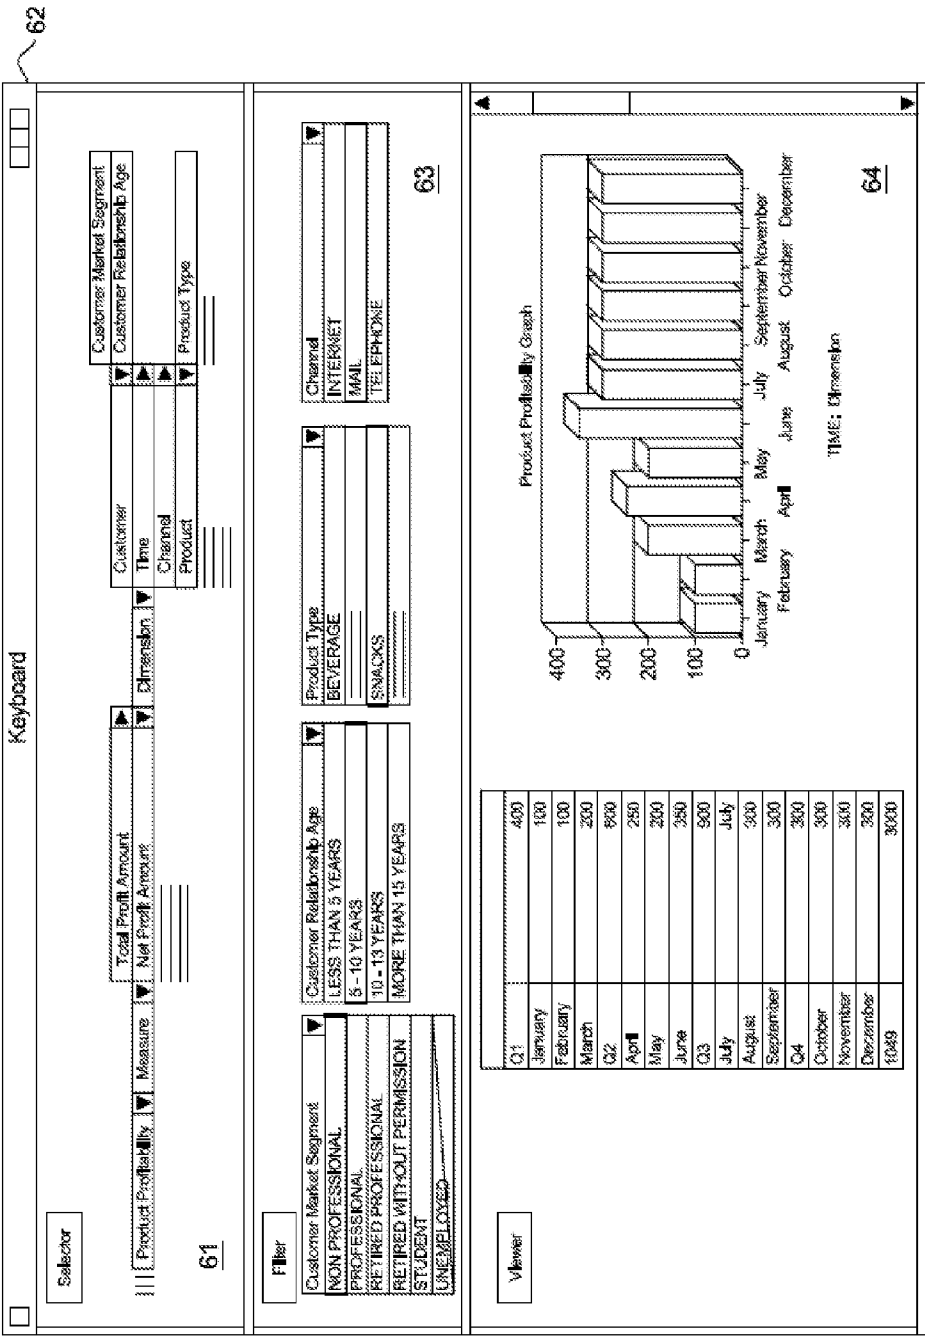 62
Keyboard
Selector
Product Profitability
Measure
Total Profit Amount
Net Profit Amount
Dimension
Customer
Time
Channel
Product
Customer Market Segment
Customer Relationship Age
Product Type
61
Filter
Customer Market Segment
NON PROFESSIONAL
PROFESSIONAL
RETIRED PROFESSIONAL
RETIRED WITHOUT PERMISSION
STUDENT
UNEMPLOYED
Customer Relationship Age
LESS THAN 5 YEARS
5 - 10 YEARS
10 - 13 YEARS
MORE THAN 15 YEARS
Product Type
BEVERAGE
SNACKS
Channel
INTERNET
MAIL
TELEPHONE
63
Viewer
Q1 400
January 100
February 100
March 200
Q2 800
April 250
May 200
June 350
Q3 900
July July
August 300
September 300
Q4 300
October 300
November 300
December 300
1049 3000
Product Profitability Graph
400
300
200
100
0
January
February
March
April
May
June
July
August
September
October
November
December
TIME: Dimension
64